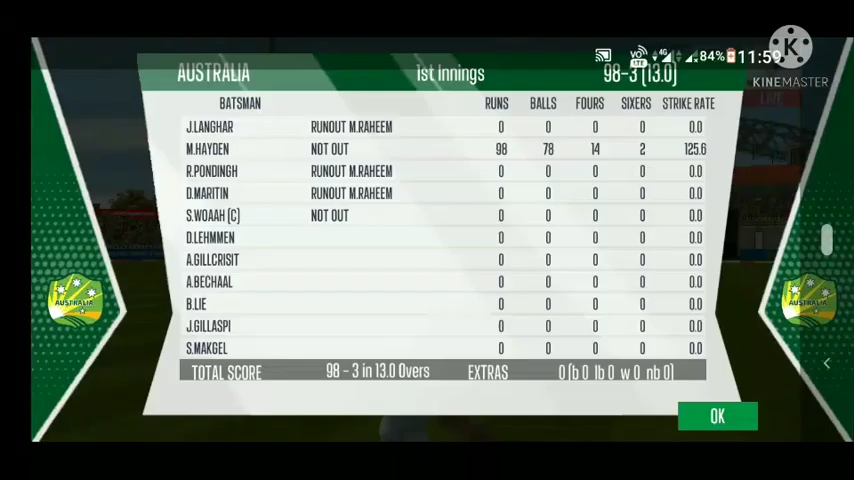 VO LTE 4G 84% 11:59
K
KINEMASTER
AUSTRALIA 1st Innings 98-3 (13.0)
LIVE
BATSMAN RUNS BALLS FOURS SIXERS STRIKE RATE
J.LANGHAR RUNOUT M.RAHEEM 0 0 0 0 0.0
M.HAYDEN NOT OUT 98 78 14 2 125.6
R.PONDINGH RUNOUT M.RAHEEM 0 0 0 0 0.0
D.MARITIN RUNOUT M.RAHEEM 0 0 0 0 0.0
S.WOAAH (C) NOT OUT 0 0 0 0 0.0
D.LEHMMEN 0 0 0 0 0.0
A.GILLCRISIT 0 0 0 0 0.0
A.BECHAAL 0 0 0 0 0.0
B.LIE 0 0 0 0 0.0
J.GILLASPI 0 0 0 0 0.0
S.MAKGEL 0 0 0 0 0.0
TOTAL SCORE 98 - 3 in 13.0 Overs EXTRAS 0 (b 0 lb 0 w 0 nb 0)
AUSTRALIA
AUSTRALIA
OK